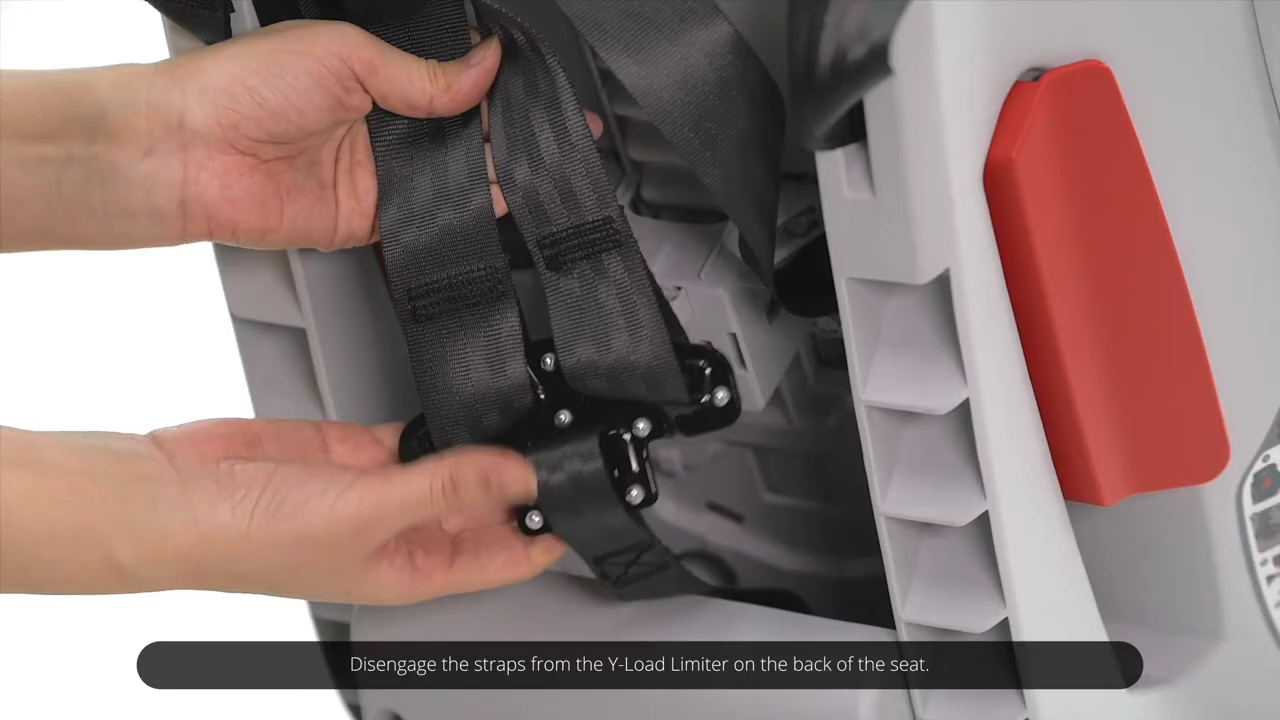 Disengage the straps from the Y-Load Limiter on the back of the seat.